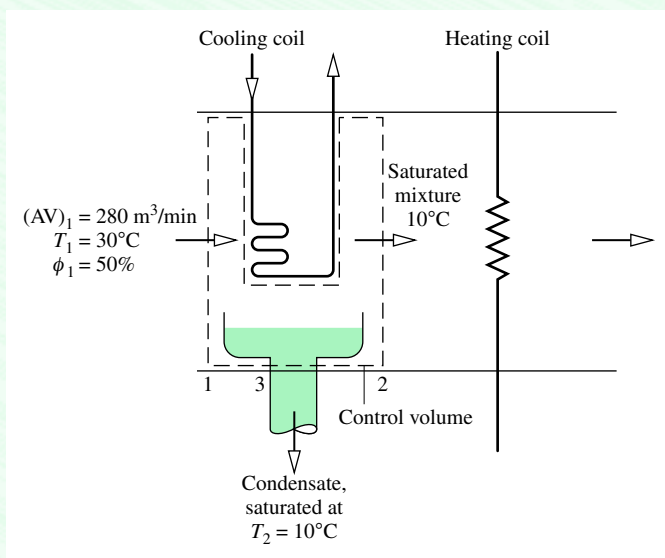 Cooling coil
Heating coil
Saturated
mixture
10°C
(AV)1 = 280 m³/min
T1 = 30°C
ϕ1 = 50%
1
3
2
Control volume
Condensate,
saturated at
T2 = 10°C